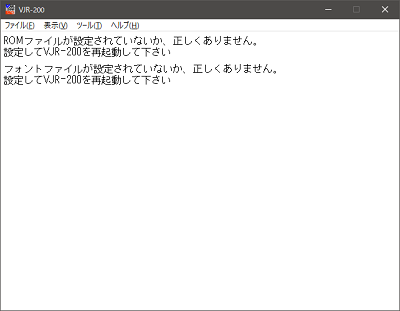 VJR-200
ファイル(F) 表示(V) ツール(T) ヘルプ(H)
ROMファイルが設定されていないか、正しくありません。
設定してVJR-200を再起動して下さい
フォントファイルが設定されていないか、正しくありません。
設定してVJR-200を再起動して下さい